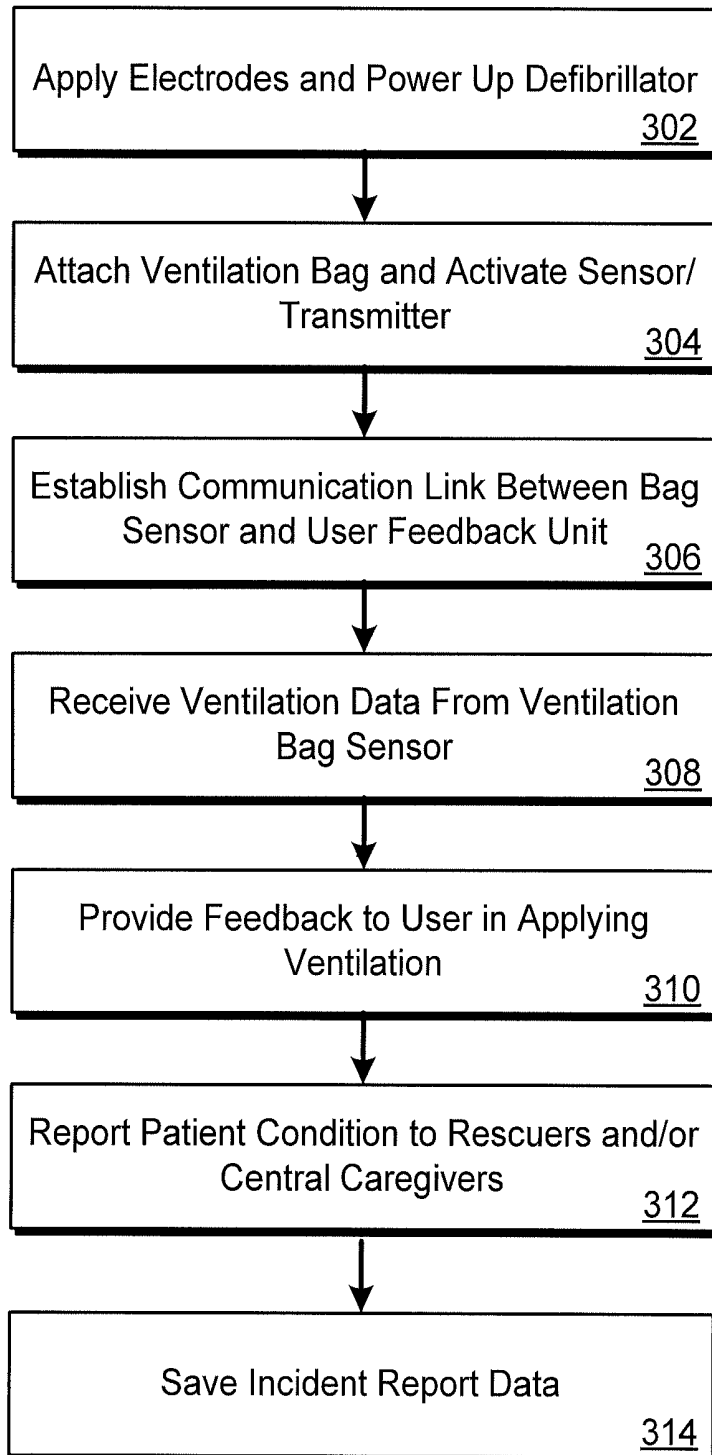 Apply Electrodes and Power Up Defibrillator
302
Attach Ventilation Bag and Activate Sensor/
Transmitter
304
Establish Communication Link Between Bag
Sensor and User Feedback Unit
306
Receive Ventilation Data From Ventilation
Bag Sensor
308
Provide Feedback to User in Applying
Ventilation
310
Report Patient Condition to Rescuers and/or
Central Caregivers
312
Save Incident Report Data
314